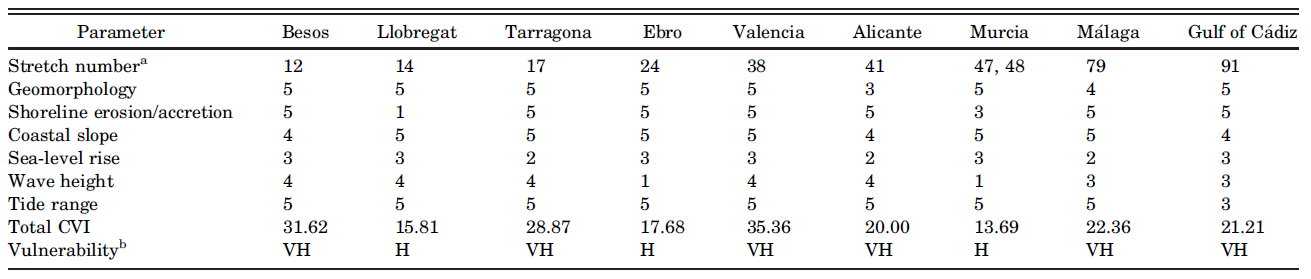 Parameter Besos Llobregat Tarragona Ebro Valencia Alicante Murcia Málaga Gulf of Cádiz
Stretch numberᵃ 12 14 17 24 38 41 47, 48 79 91
Geomorphology 5 5 5 5 5 3 5 4 5
Shoreline erosion/accretion 5 1 5 5 5 5 3 5 5
Coastal slope 4 5 5 5 5 4 5 5 4
Sea-level rise 3 3 2 3 3 2 3 2 3
Wave height 4 4 4 1 4 4 1 3 3
Tide range 5 5 5 5 5 5 5 5 3
Total CVI 31.62 15.81 28.87 17.68 35.36 20.00 13.69 22.36 21.21
Vulnerabilityᵇ VH H VH H VH VH H VH VH